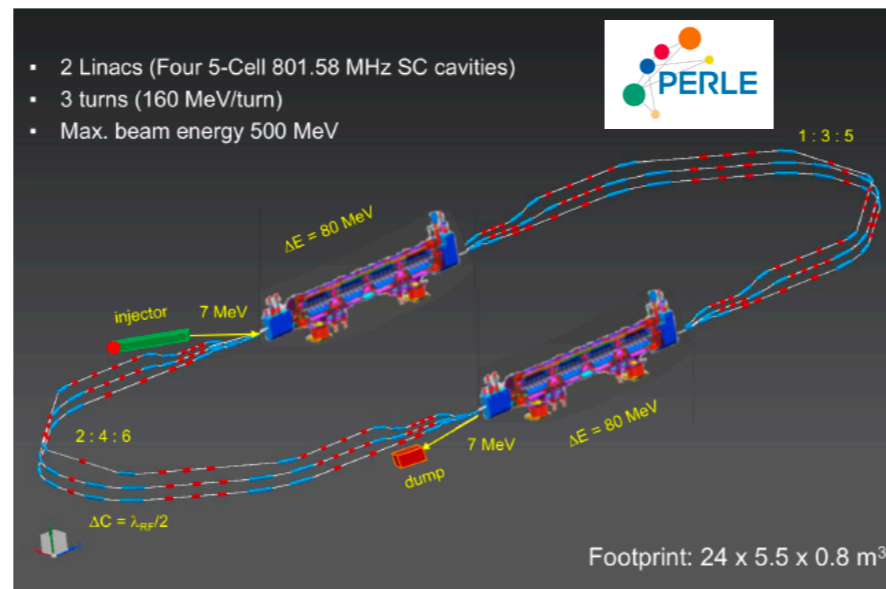 ▪ 2 Linacs (Four 5-Cell 801.58 MHz SC cavities)
▪ 3 turns (160 MeV/turn)
▪ Max. beam energy 500 MeV
PERLE
1 : 3 : 5
ΔE = 80 MeV
injector
7 MeV
2 : 4 : 6
7 MeV
ΔE = 80 MeV
dump
ΔC = λRF/2
Footprint: 24 x 5.5 x 0.8 m³